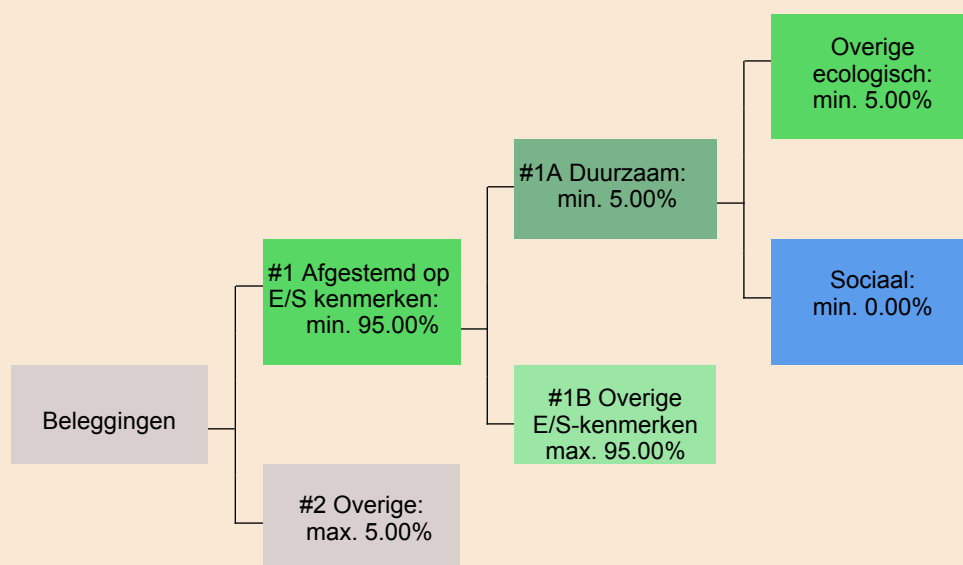 Overige
ecologisch:
min. 5.00%
#1A Duurzaam:
min. 5.00%
#1 Afgestemd op
E/S kenmerken:
min. 95.00%
Sociaal:
min. 0.00%
Beleggingen
#1B Overige
E/S-kenmerken
max. 95.00%
#2 Overige:
max. 5.00%